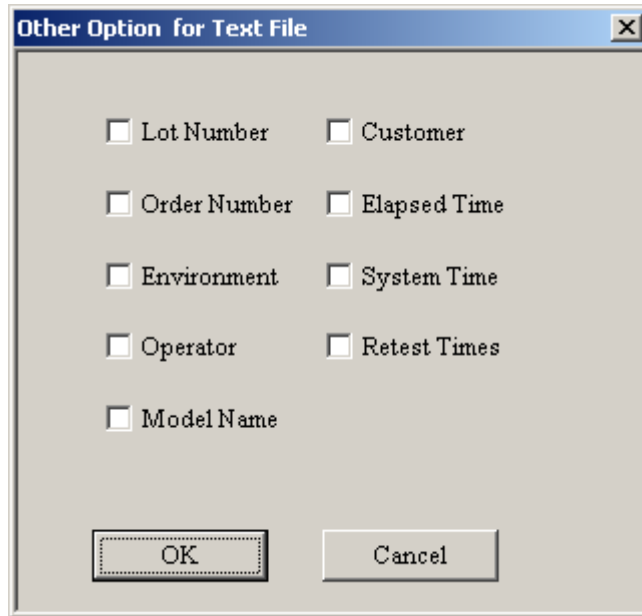 Other Option for Text File
Lot Number
Customer
Order Number
Elapsed Time
Environment
System Time
Operator
Retest Times
Model Name
OK
Cancel